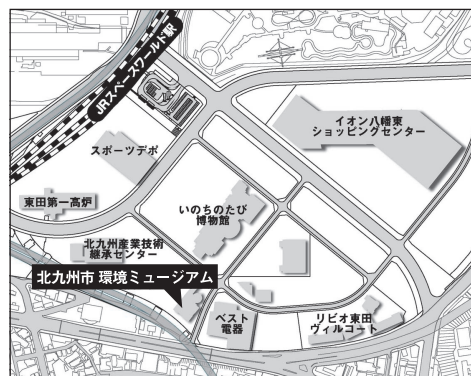 JRスペースワールド駅
イオン八幡東
ショッピングセンター
スポーツデポ
いのちのたび
博物館
東田第一高炉
北九州産業技術
継承センター
北九州市 環境ミュージアム
ベスト
電器
リビオ東田
ヴィルコート